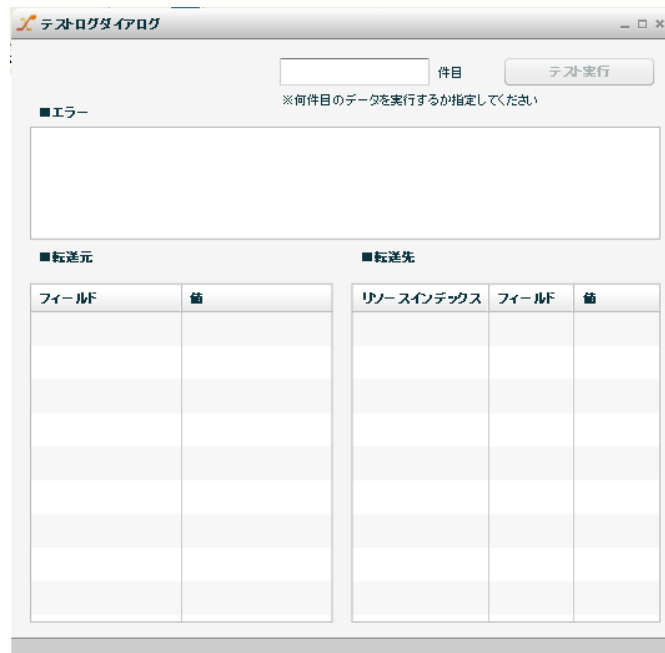 テストログダイアログ
件目 テスト実行
※何件目のデータを実行するか指定してください
■エラー
■転送元 ■転送先
フィールド 値 リソースインデックス フィールド 値